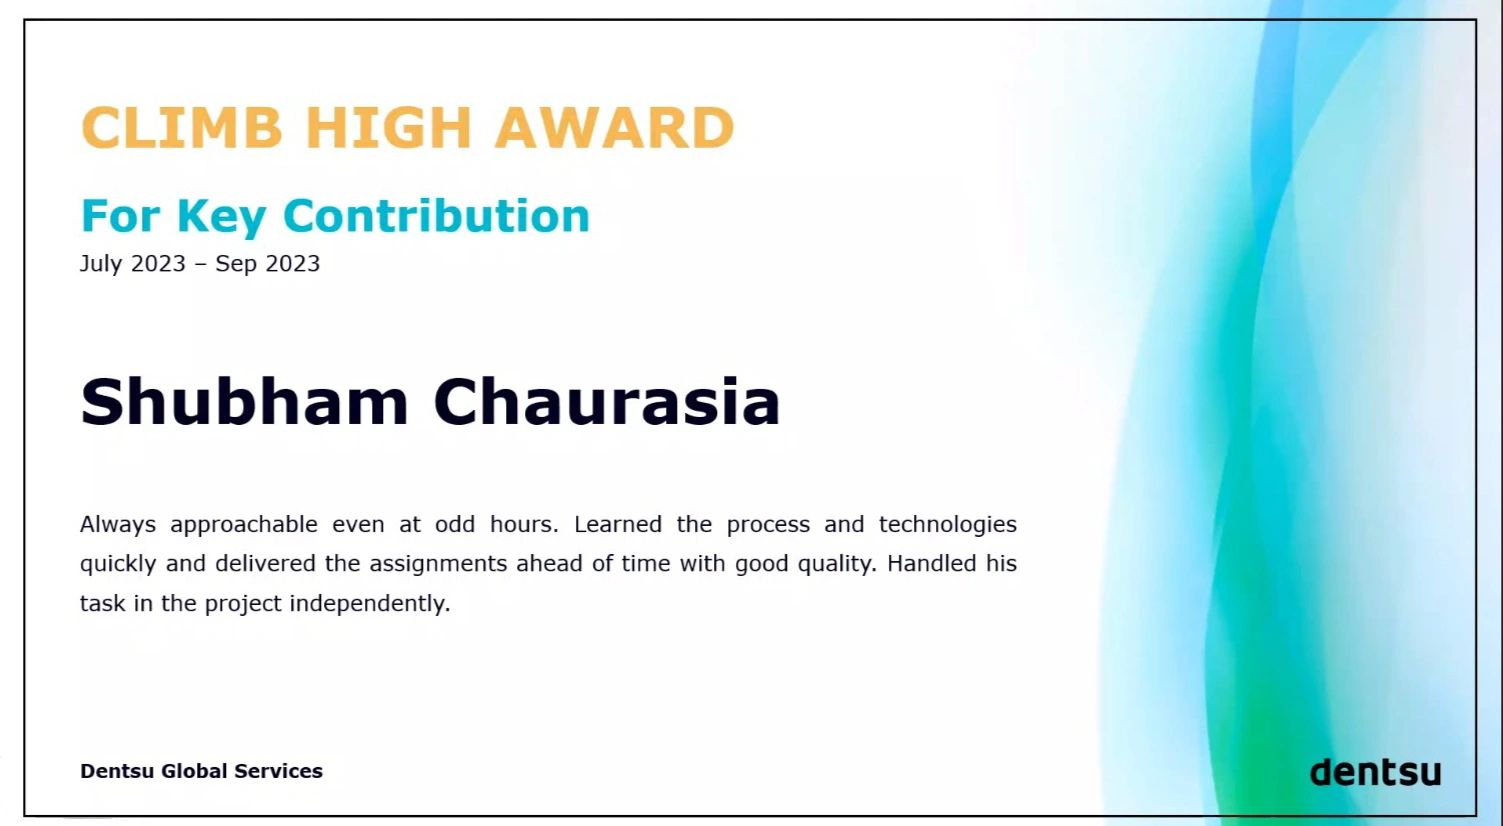 CLIMB HIGH AWARD
For Key Contribution
July 2023 – Sep 2023
Shubham Chaurasia
Always approachable even at odd hours. Learned the process and technologies
quickly and delivered the assignments ahead of time with good quality. Handled his
task in the project independently.
Dentsu Global Services
dentsu